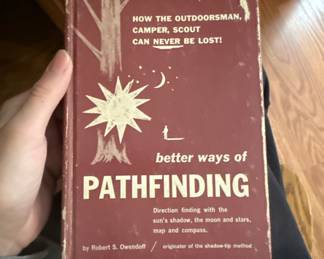 HOW THE OUTDOORSMAN,
CAMPER, SCOUT
CAN NEVER BE LOST!
better ways of
PATHFINDING
Direction finding with the
sun's shadow, the moon and stars,
map and compass.
by Robert S. Owendoff / originator of the shadow-tip method